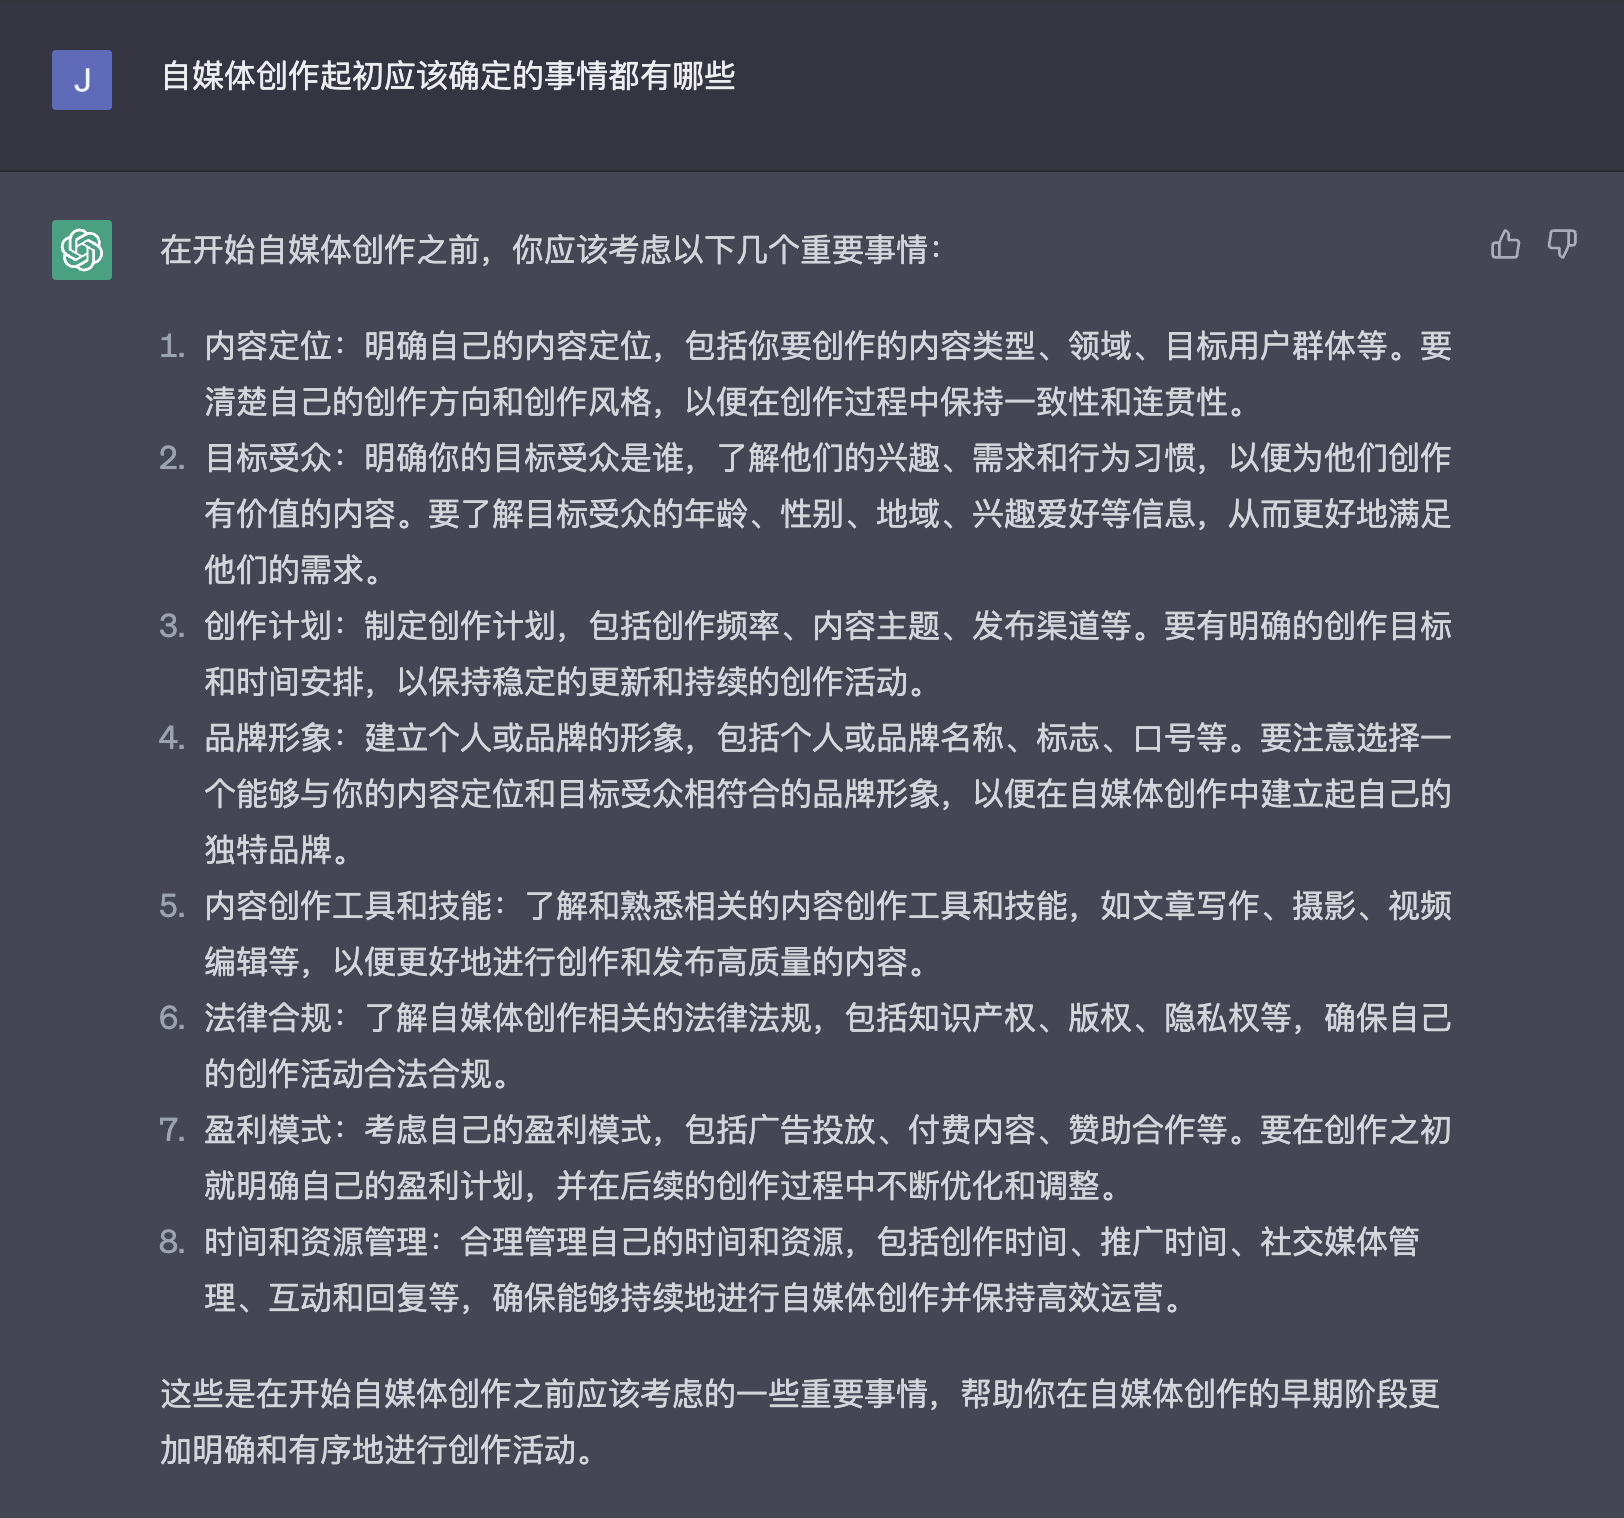 J
自媒体创作起初应该确定的事情都有哪些
在开始自媒体创作之前，你应该考虑以下几个重要事情：
1. 内容定位：明确自己的内容定位，包括你要创作的内容类型、领域、目标用户群体等。要
清楚自己的创作方向和创作风格，以便在创作过程中保持一致性和连贯性。
2. 目标受众：明确你的目标受众是谁，了解他们的兴趣、需求和行为习惯，以便为他们创作
有价值的内容。要了解目标受众的年龄、性别、地域、兴趣爱好等信息，从而更好地满足
他们的需求。
3. 创作计划：制定创作计划，包括创作频率、内容主题、发布渠道等。要有明确的创作目标
和时间安排，以保持稳定的更新和持续的创作活动。
4. 品牌形象：建立个人或品牌的形象，包括个人或品牌名称、标志、口号等。要注意选择一
个能够与你的内容定位和目标受众相符合的品牌形象，以便在自媒体创作中建立起自己的
独特品牌。
5. 内容创作工具和技能：了解和熟悉相关的内容创作工具和技能，如文章写作、摄影、视频
编辑等，以便更好地进行创作和发布高质量的内容。
6. 法律合规：了解自媒体创作相关的法律法规，包括知识产权、版权、隐私权等，确保自己
的创作活动合法合规。
7. 盈利模式：考虑自己的盈利模式，包括广告投放、付费内容、赞助合作等。要在创作之初
就明确自己的盈利计划，并在后续的创作过程中不断优化和调整。
8. 时间和资源管理：合理管理自己的时间和资源，包括创作时间、推广时间、社交媒体管
理、互动和回复等，确保能够持续地进行自媒体创作并保持高效运营。
这些是在开始自媒体创作之前应该考虑的一些重要事情，帮助你在自媒体创作的早期阶段更
加明确和有序地进行创作活动。